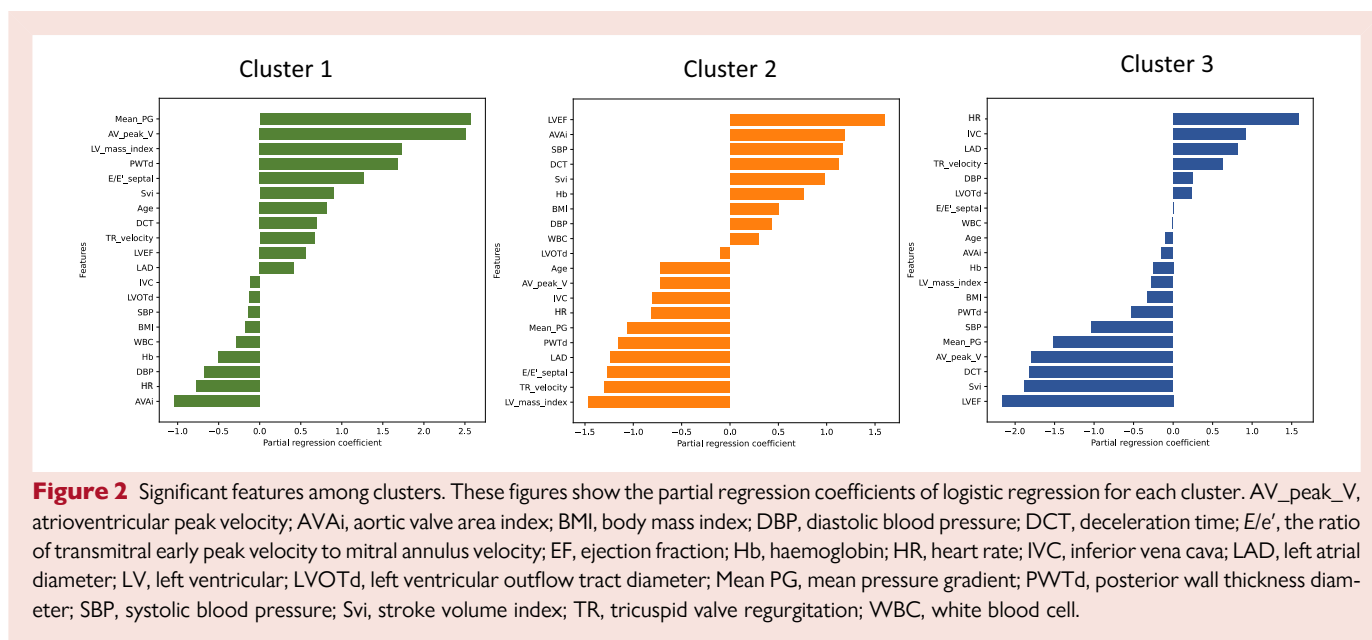 Cluster 1
Features
Mean_PG
AV_peak_V
LV_mass_index
PWTd
E/E'_septal
Svi
Age
DCT
TR_velocity
LVEF
LAD
IVC
LVOTd
SBP
BMI
WBC
Hb
DBP
HR
AVAi
−1.0 −0.5 0.0 0.5 1.0 1.5 2.0 2.5
Partial regression coefficient
Cluster 2
Features
LVEF
AVAi
SBP
DCT
Svi
Hb
BMI
DBP
WBC
LVOTd
Age
AV_peak_V
IVC
HR
Mean_PG
PWTd
LAD
E/E'_septal
TR_velocity
LV_mass_index
−1.5 −1.0 −0.5 0.0 0.5 1.0 1.5
Partial regression coefficient
Cluster 3
Features
HR
IVC
LAD
TR_velocity
DBP
LVOTd
E/E'_septal
WBC
Age
AVAi
Hb
LV_mass_index
BMI
PWTd
SBP
Mean_PG
AV_peak_V
DCT
Svi
LVEF
−2.0 −1.5 −1.0 −0.5 0.0 0.5 1.0 1.5
Partial regression coefficient
Figure 2 Significant features among clusters. These figures show the partial regression coefficients of logistic regression for each cluster. AV_peak_V,
atrioventricular peak velocity; AVAi, aortic valve area index; BMI, body mass index; DBP, diastolic blood pressure; DCT, deceleration time; E/e′, the ratio
of transmitral early peak velocity to mitral annulus velocity; EF, ejection fraction; Hb, haemoglobin; HR, heart rate; IVC, inferior vena cava; LAD, left atrial
diameter; LV, left ventricular; LVOTd, left ventricular outflow tract diameter; Mean PG, mean pressure gradient; PWTd, posterior wall thickness diam-
eter; SBP, systolic blood pressure; Svi, stroke volume index; TR, tricuspid valve regurgitation; WBC, white blood cell.